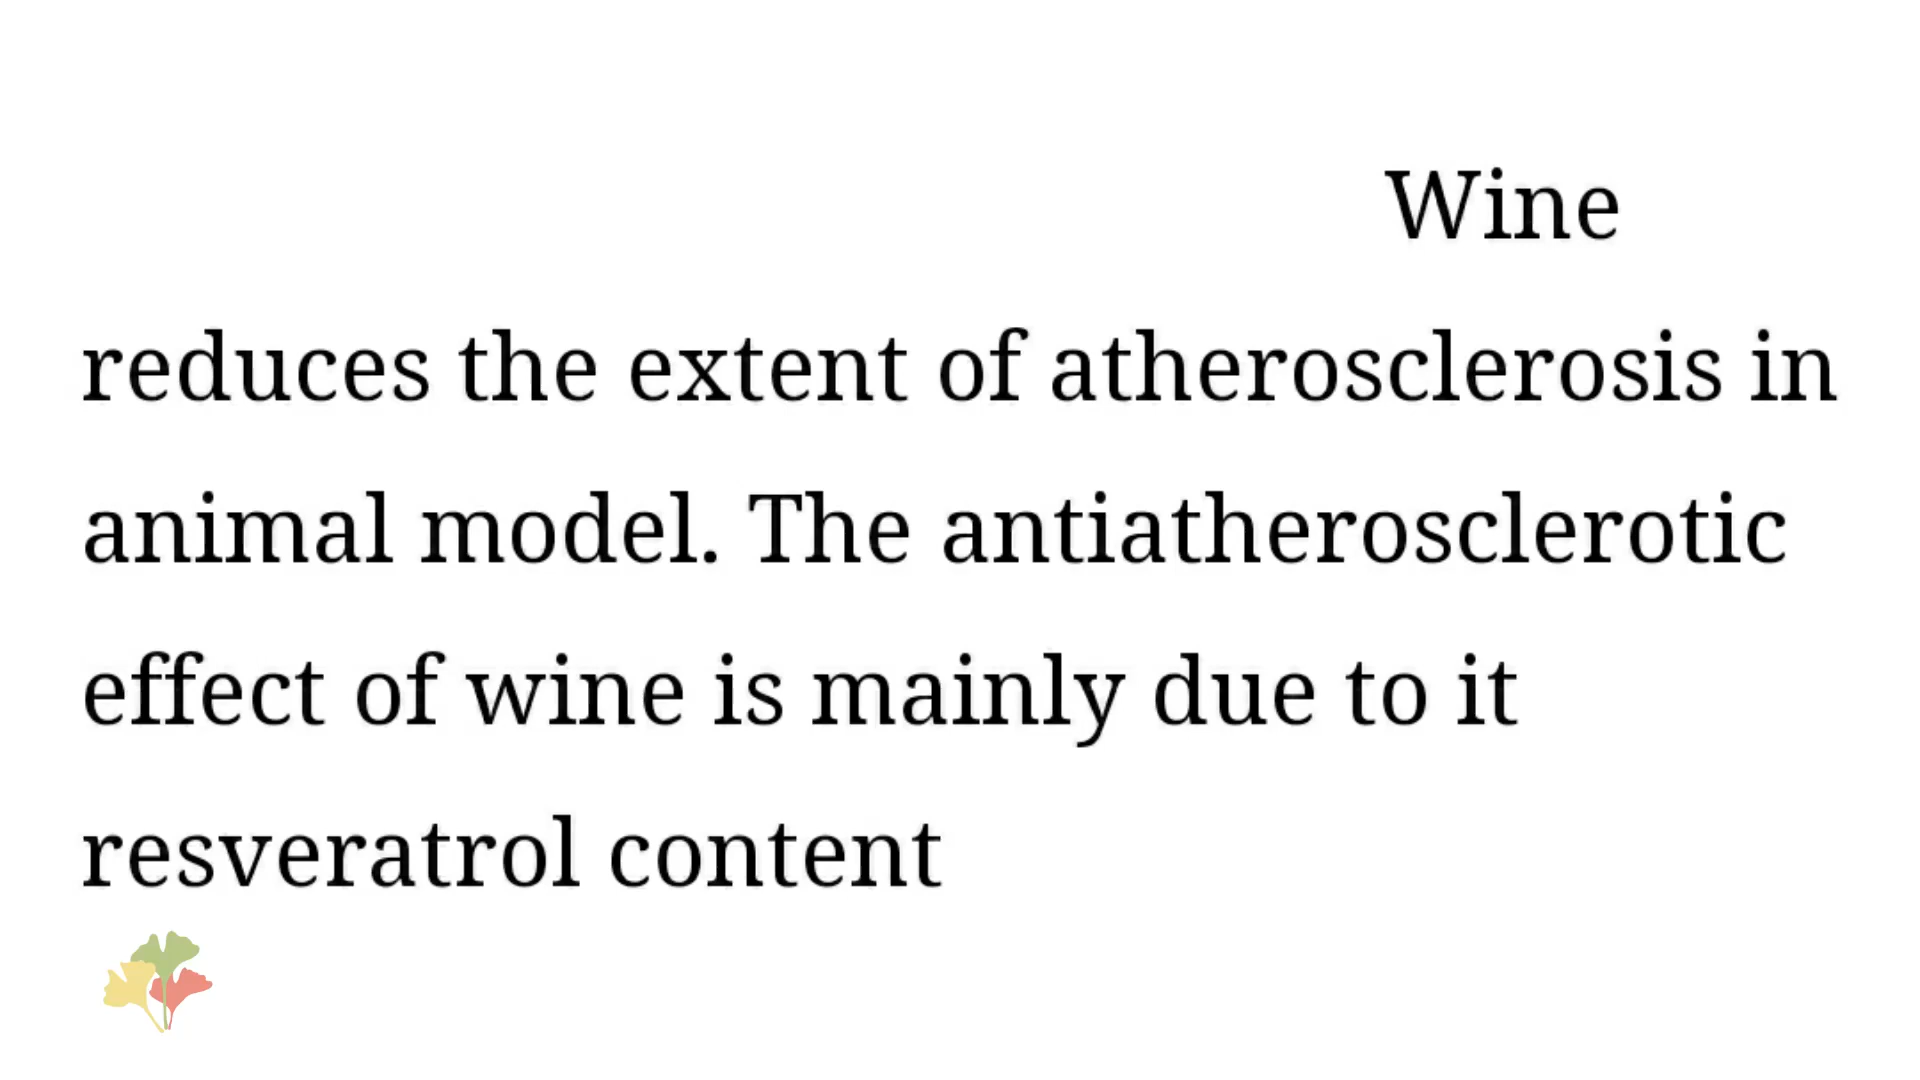 Wine
reduces the extent of atherosclerosis in
animal model. The antiatherosclerotic
effect of wine is mainly due to it
resveratrol content